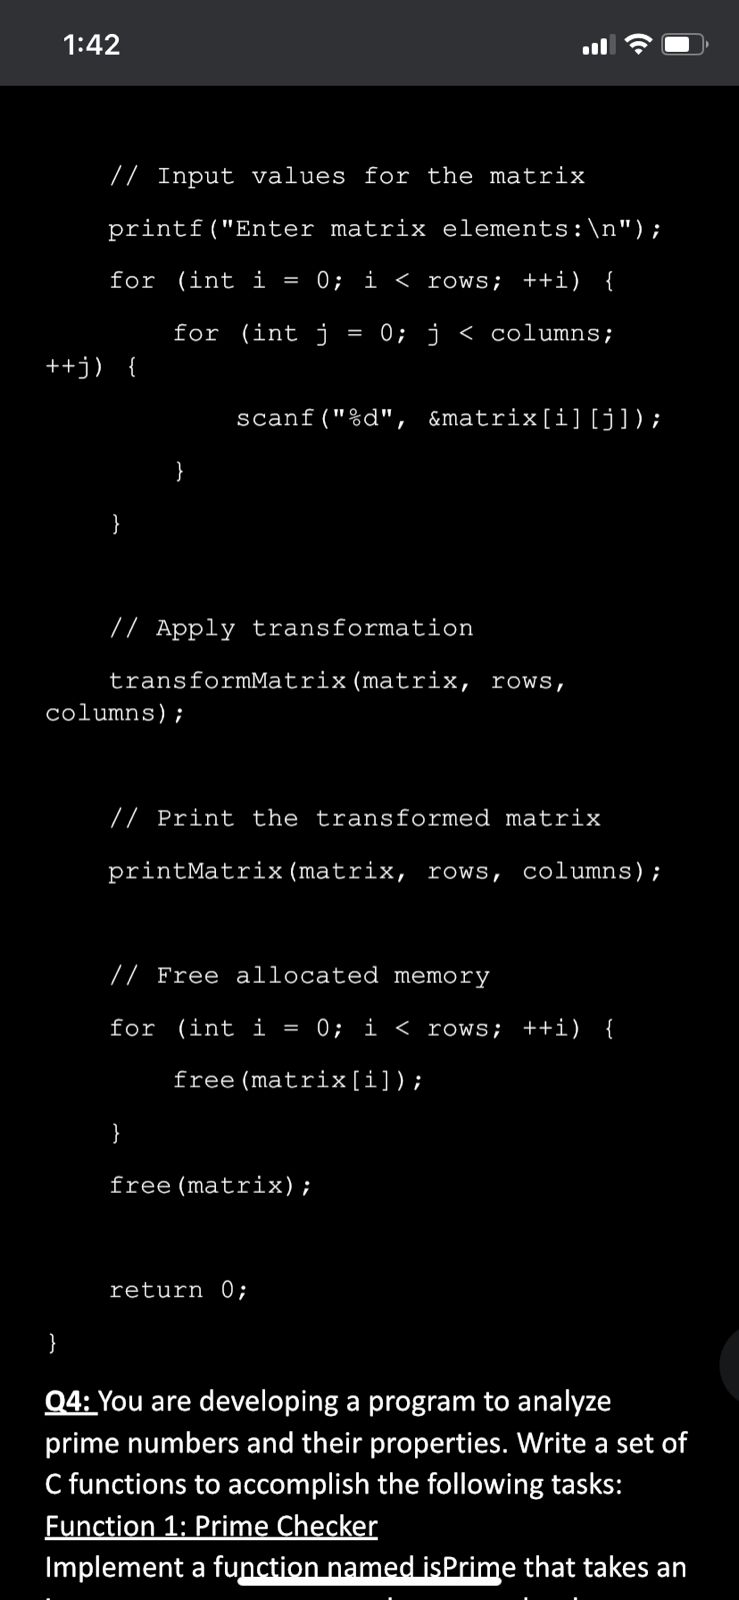 1:42
// Input values for the matrix
printf("Enter matrix elements:\n");
for (int i = 0; i < rows; ++i) {
for (int j = 0; j < columns;
++j) {
scanf("%d", &matrix[i][j]);
}
}
// Apply transformation
transformMatrix(matrix, rows,
columns);
// Print the transformed matrix
printMatrix(matrix, rows, columns);
// Free allocated memory
for (int i = 0; i < rows; ++i) {
free(matrix[i]);
}
free(matrix);
return 0;
}
Q4: You are developing a program to analyze
prime numbers and their properties. Write a set of
C functions to accomplish the following tasks:
Function 1: Prime Checker
Implement a function named isPrime that takes an